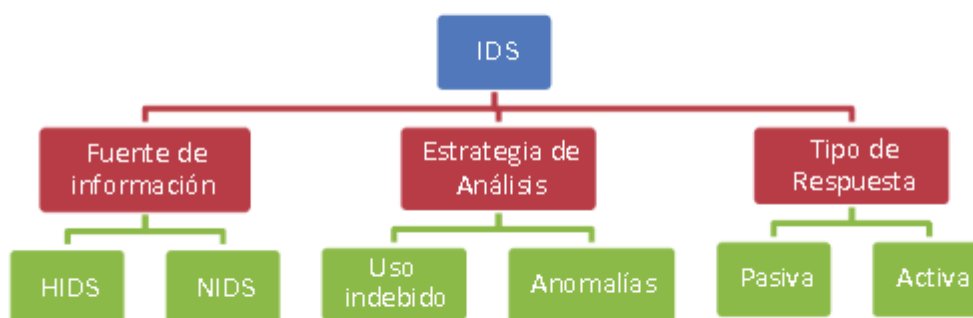 IDS
Fuente de
información
Estrategia de
Análisis
Tipo de
Respuesta
HIDS
NIDS
Uso
indebido
Anomalías
Pasiva
Activa